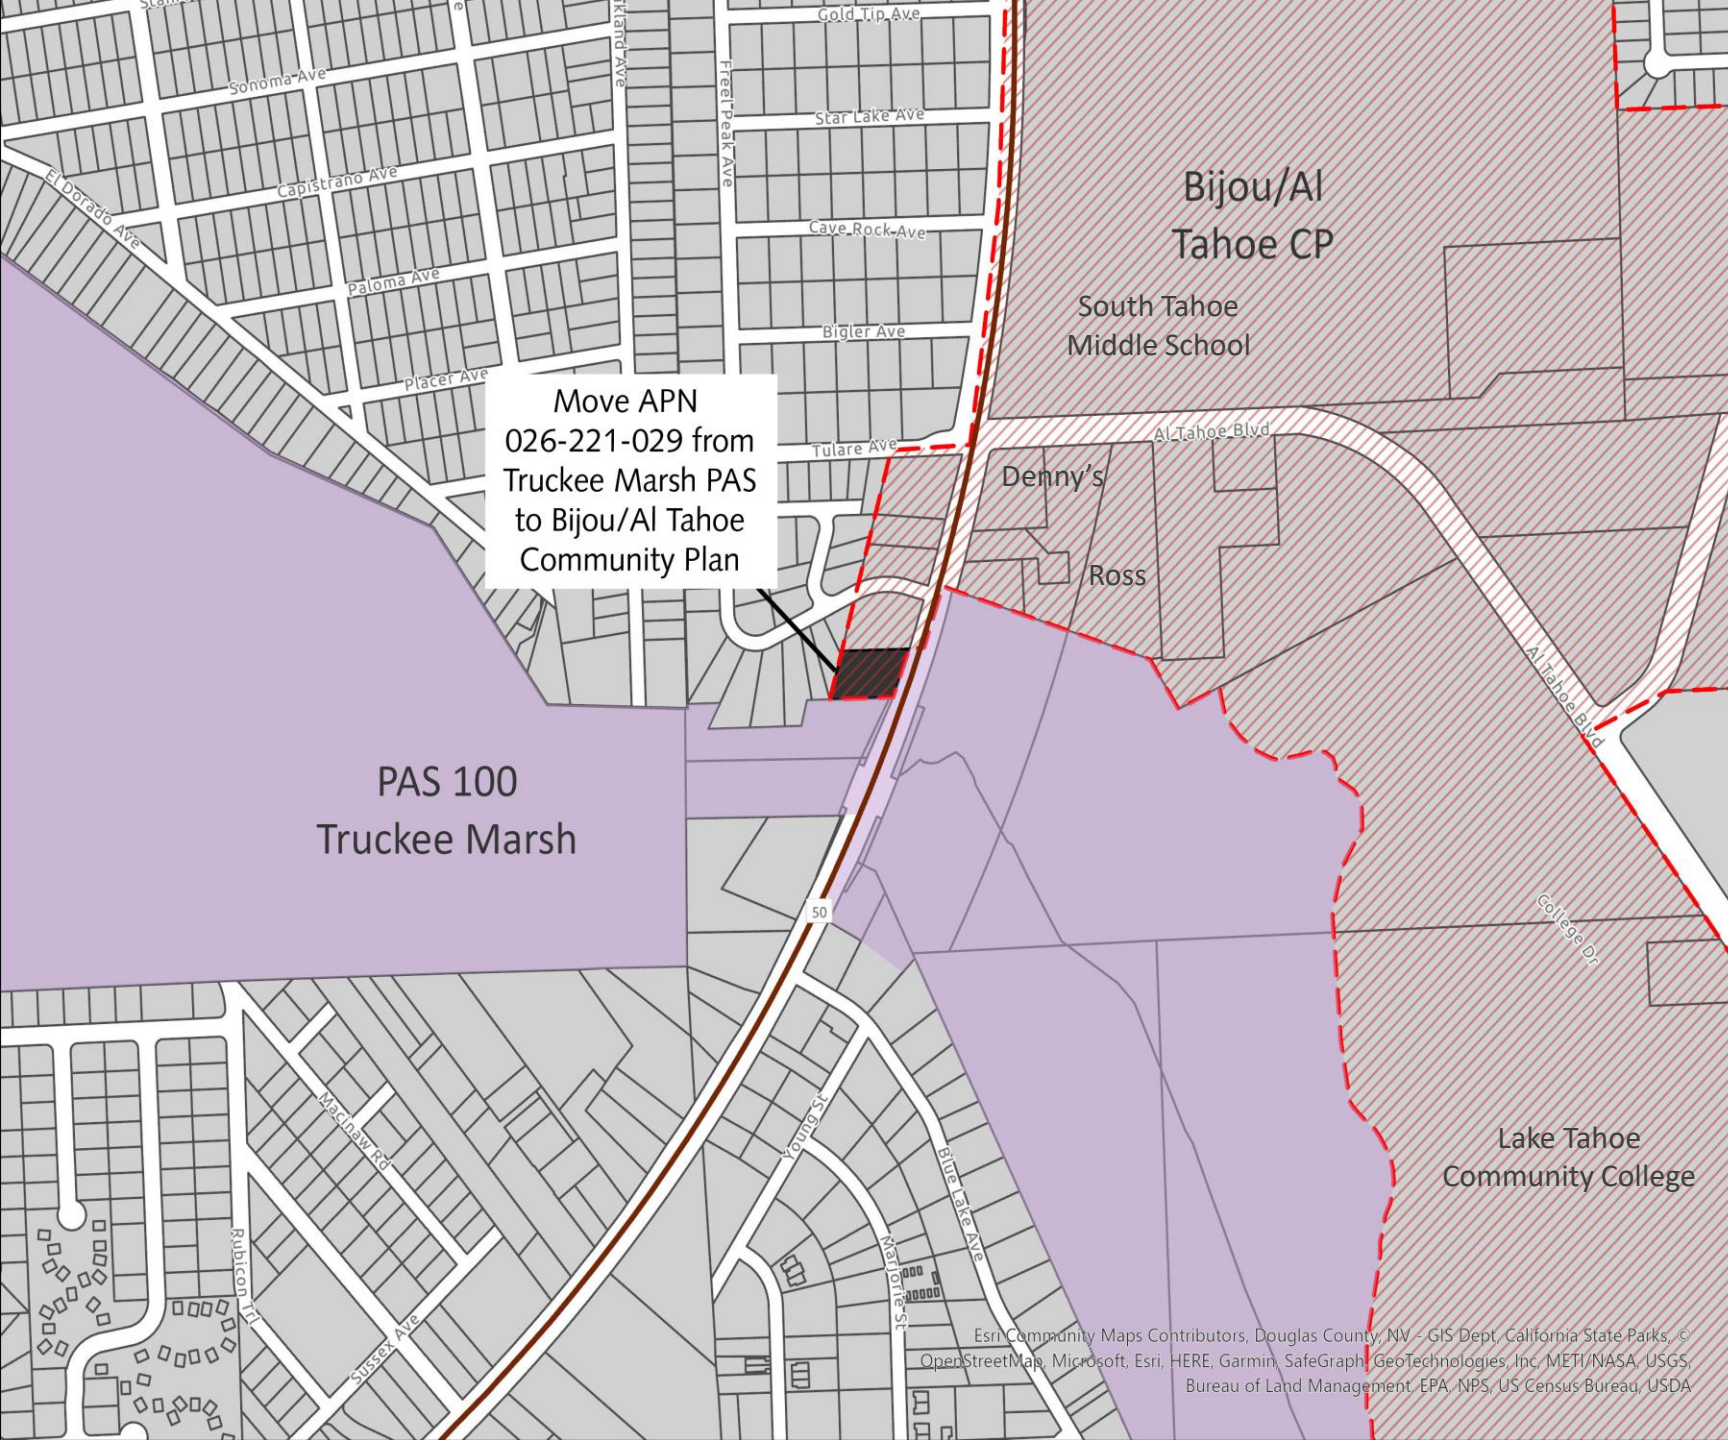 Gold Tip Ave
Sonoma Ave
Freel Peak Ave
Star Lake Ave
El Dorado Ave
Capistrano Ave
Cave Rock Ave
Bijou/Al
Tahoe CP
Paloma Ave
South Tahoe
Middle School
Bigler Ave
Placer Ave
Move APN
026-221-029 from
Truckee Marsh PAS
to Bijou/Al Tahoe
Community Plan
Tulare Ave
Al Tahoe Blvd
Denny's
Ross
Al Tahoe Blvd
PAS 100
Truckee Marsh
50
College Dr
Macinaw Rd
Young St
Blue Lake Ave
Lake Tahoe
Community College
Rubicon Trl
Marjorie St
Sussex Ave
Esri Community Maps Contributors, Douglas County, NV - GIS Dept, California State Parks, ©
OpenStreetMap, Microsoft, Esri, HERE, Garmin, SafeGraph, GeoTechnologies, Inc, METI/NASA, USGS,
Bureau of Land Management, EPA, NPS, US Census Bureau, USDA